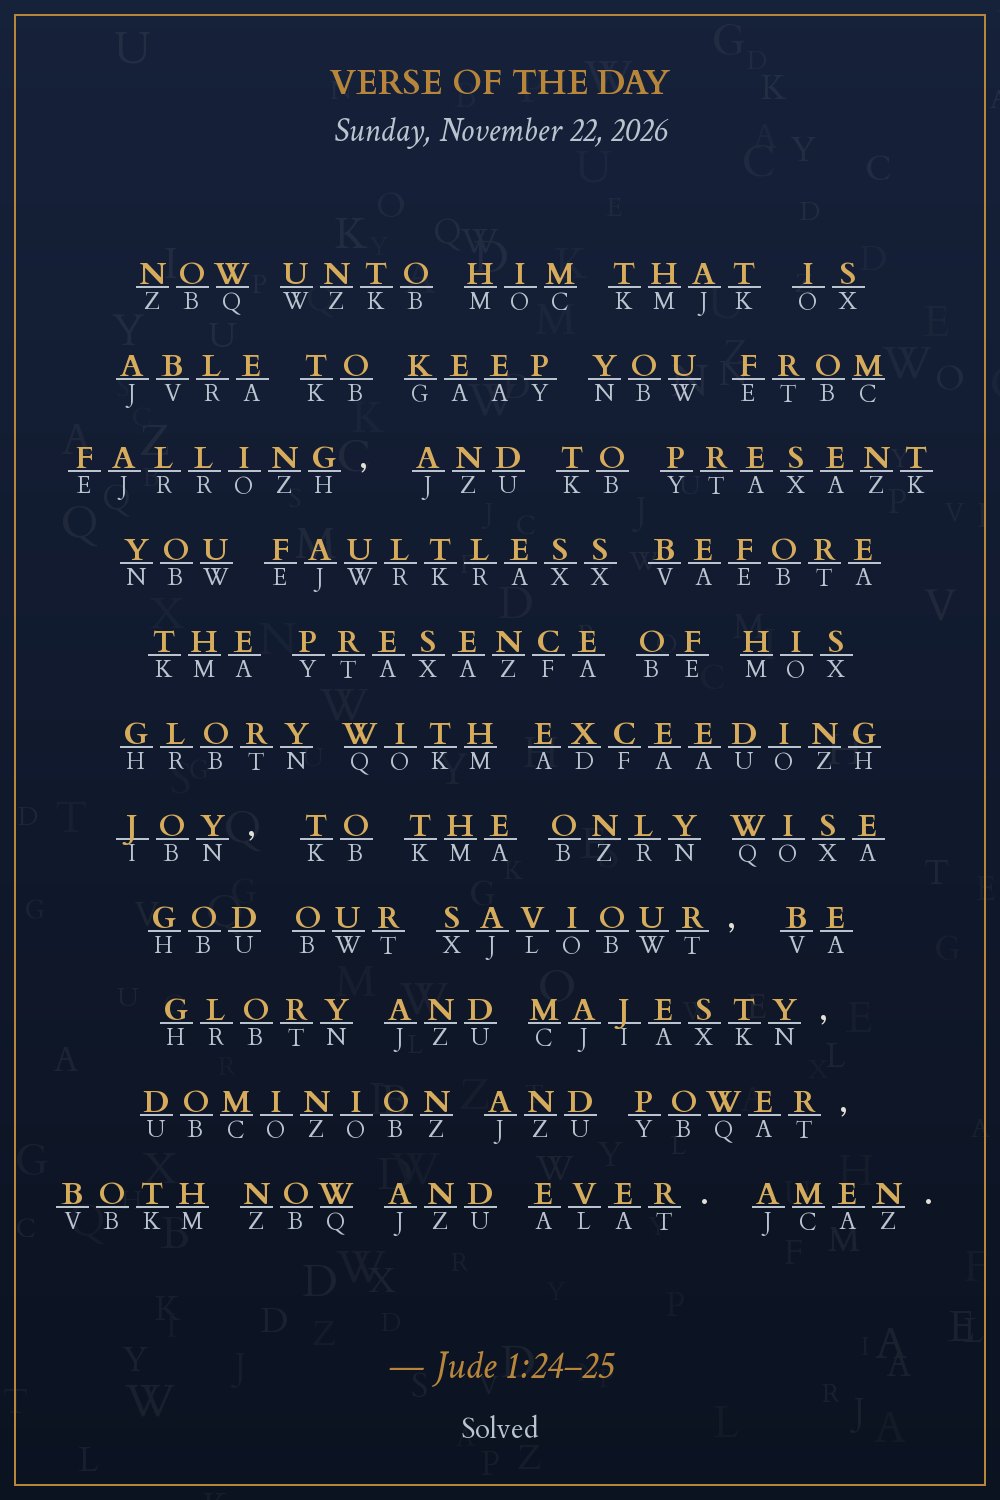 VERSE OF THE DAY
Sunday, November 22, 2026
NOW UNTO HIM THAT IS
ZBQ WZKB MOC KMJK OX
ABLE TO KEEP YOU FROM
JVRA KB GAAY NBW ETBC
FALLING, AND TO PRESENT
EJRROZH JZU KB YTAXAZK
YOU FAULTLESS BEFORE
NBW EJWRKRAXX VAEBTA
THE PRESENCE OF HIS
KMA YTAXAZFA BE MOX
GLORY WITH EXCEEDING
HRBTN QOKM ADFAAUOZH
JOY, TO THE ONLY WISE
IBN KB KMA BZRN QOXA
GOD OUR SAVIOUR, BE
HBU BWT XJLOBWT VA
GLORY AND MAJESTY,
HRBTN JZU CJIAXKN
DOMINION AND POWER,
UBCOZOBZ JZU YBQAT
BOTH NOW AND EVER. AMEN.
VBKM ZBQ JZU ALAT JCAZ
— Jude 1:24–25
Solved